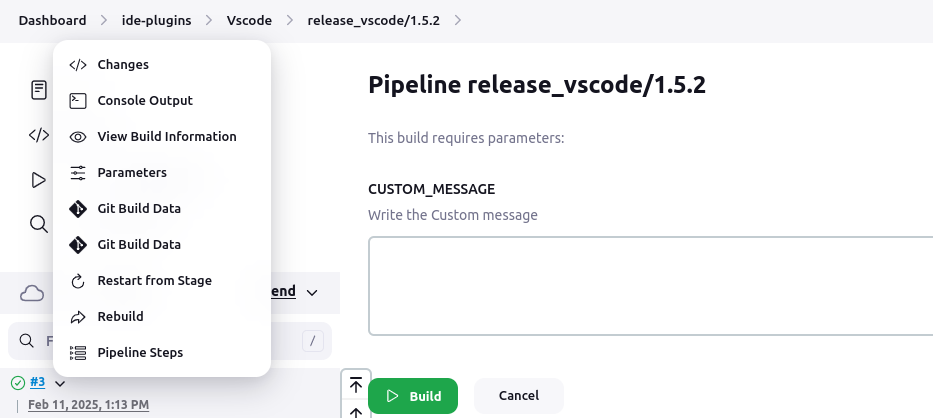 Dashboard > ide-plugins > Vscode > release_vscode/1.5.2 >
Changes
Console Output
View Build Information
Parameters
Git Build Data
Git Build Data
Restart from Stage
Rebuild
Pipeline Steps
end
F
/
#3
Feb 11, 2025, 1:13 PM
Pipeline release_vscode/1.5.2
This build requires parameters:
CUSTOM_MESSAGE
Write the Custom message
Build
Cancel